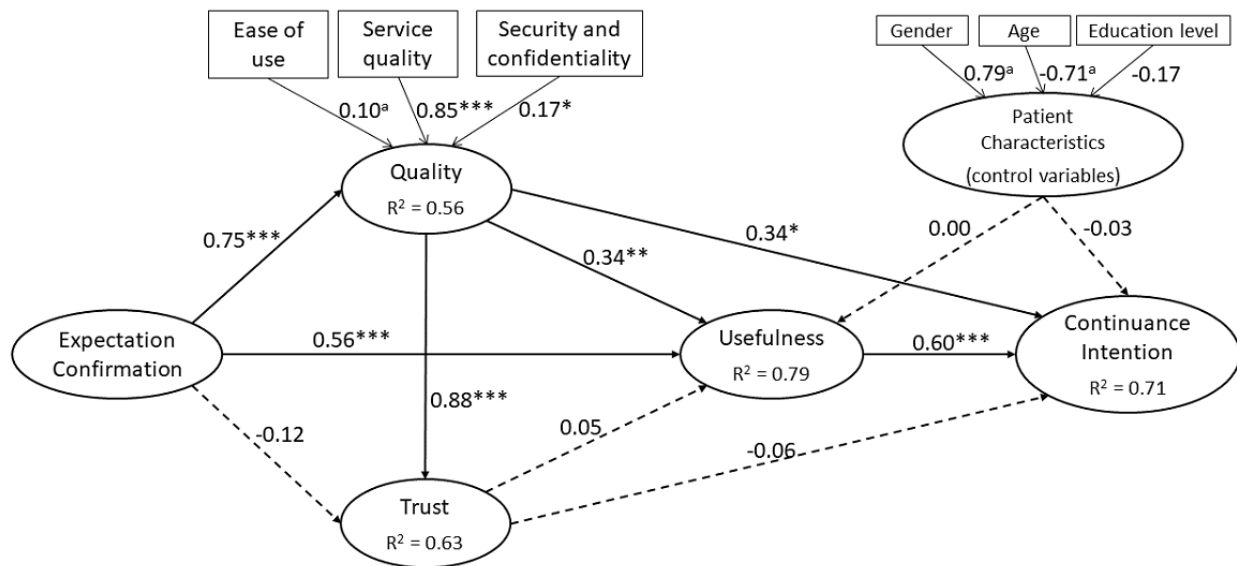 Ease of
use
Service
quality
Security and
confidentiality
Gender
Age
Education level
0.10ᵃ
0.85***
0.17*
0.79ᵃ
-0.71ᵃ
-0.17
Quality
R² = 0.56
Patient
Characteristics
(control variables)
0.75***
0.34**
0.34*
0.00
-0.03
Expectation
Confirmation
0.56***
Usefulness
R² = 0.79
0.60***
Continuance
Intention
R² = 0.71
0.88***
-0.12
0.05
-0.06
Trust
R² = 0.63